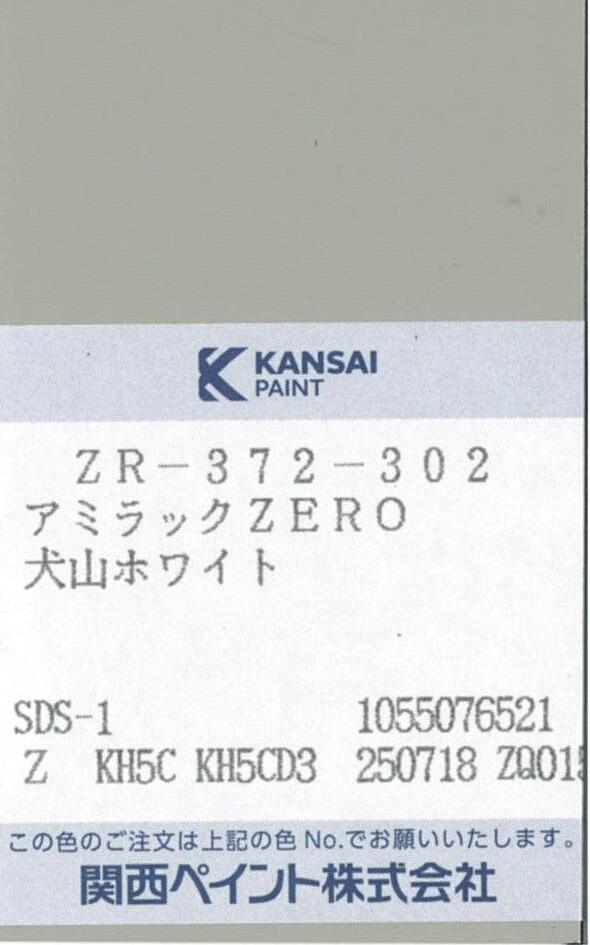 KANSAI
PAINT
ZR-372-302
アミラックZERO
犬山ホワイト
SDS-1 1055076521
Z KH5C KH5CD3 250718
この色のご注文は上記の色No.でお願いいたします。
関西ペイント株式会社